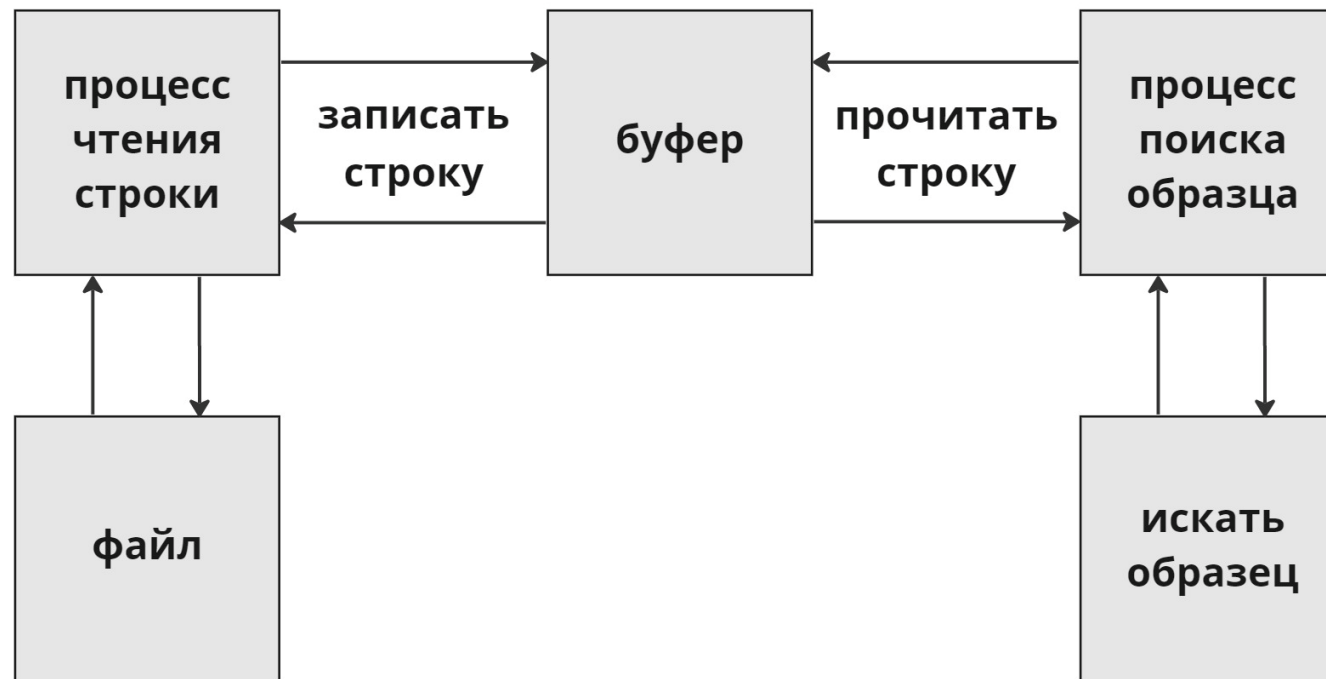 процесс
чтения
строки
записать
строку
буфер
прочитать
строку
процесс
поиска
образца
файл
искать
образец